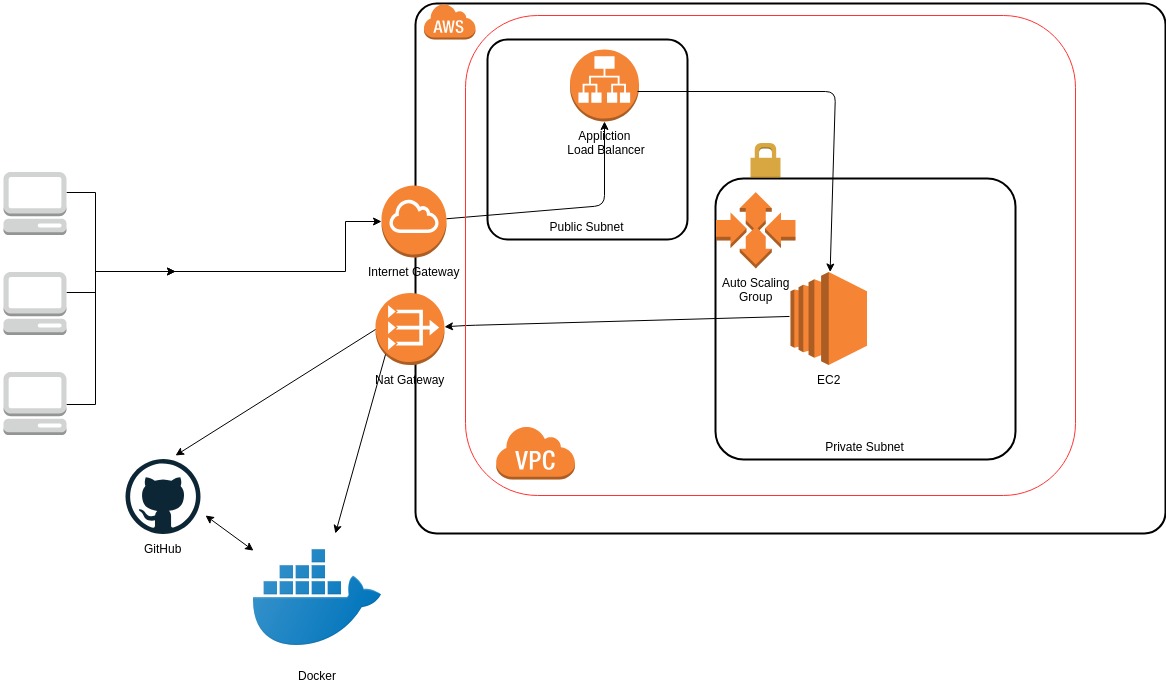 AWS
Appliction
Load Balancer
Public Subnet
Internet Gateway
Auto Scaling
Group
Nat Gateway
EC2
Private Subnet
VPC
GitHub
Docker